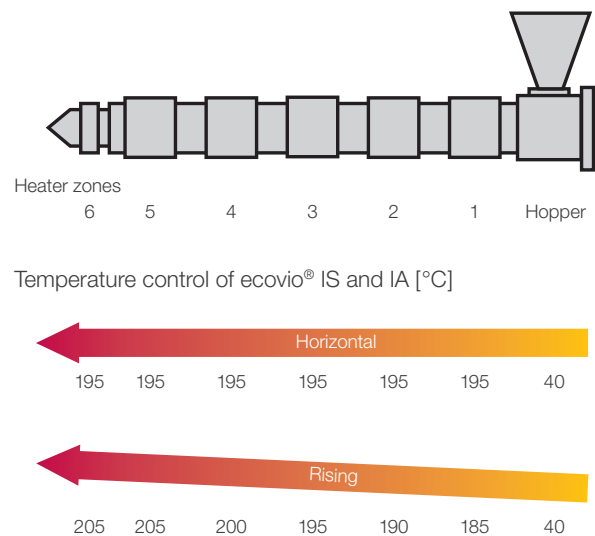 Heater zones
6 5 4 3 2 1 Hopper
Temperature control of ecovio® IS and IA [°C]
Horizontal
195 195 195 195 195 195 40
Rising
205 205 200 195 190 185 40